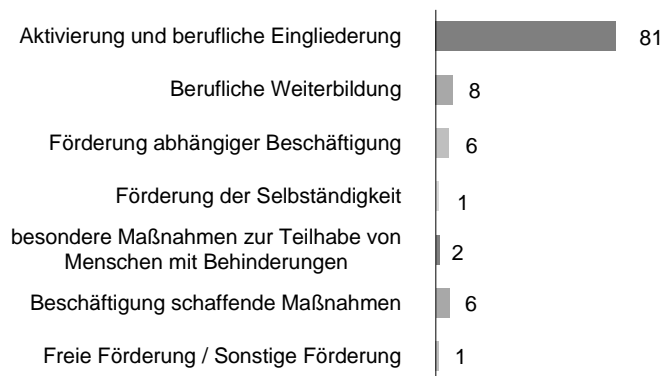 Aktivierung und berufliche Eingliederung 81
Berufliche Weiterbildung 8
Förderung abhängiger Beschäftigung 6
Förderung der Selbständigkeit 1
besondere Maßnahmen zur Teilhabe von
Menschen mit Behinderungen 2
Beschäftigung schaffende Maßnahmen 6
Freie Förderung / Sonstige Förderung 1